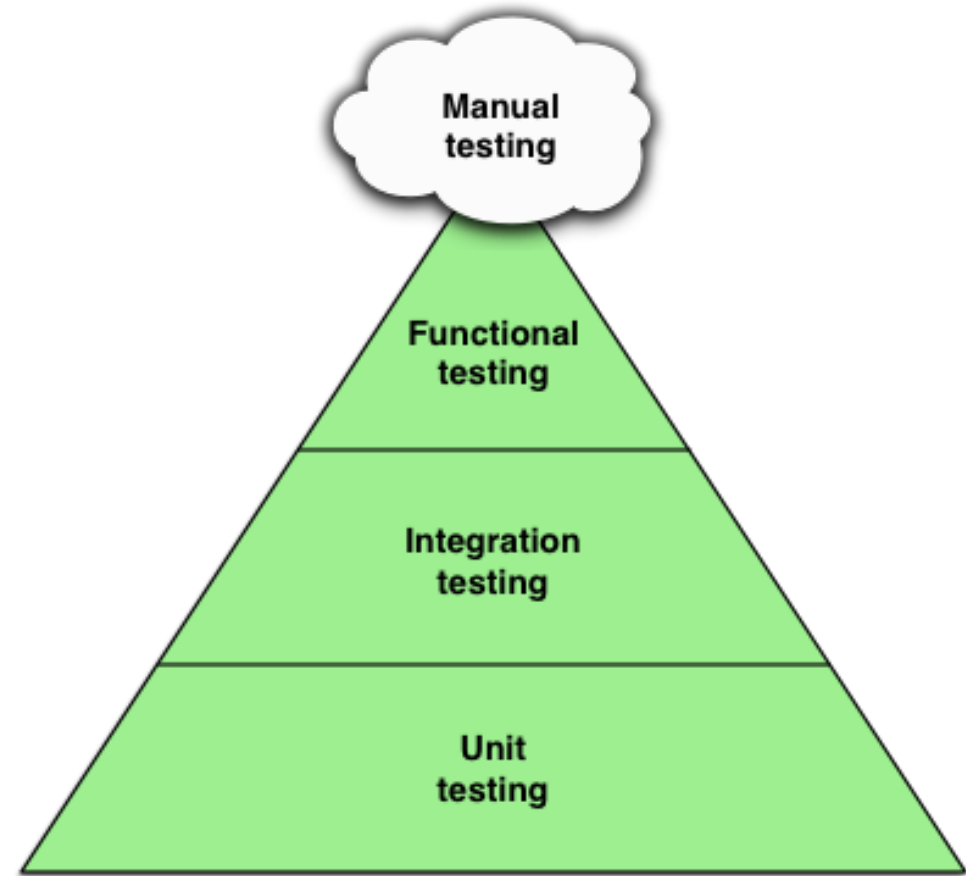 Manual
testing
Functional
testing
Integration
testing
Unit
testing